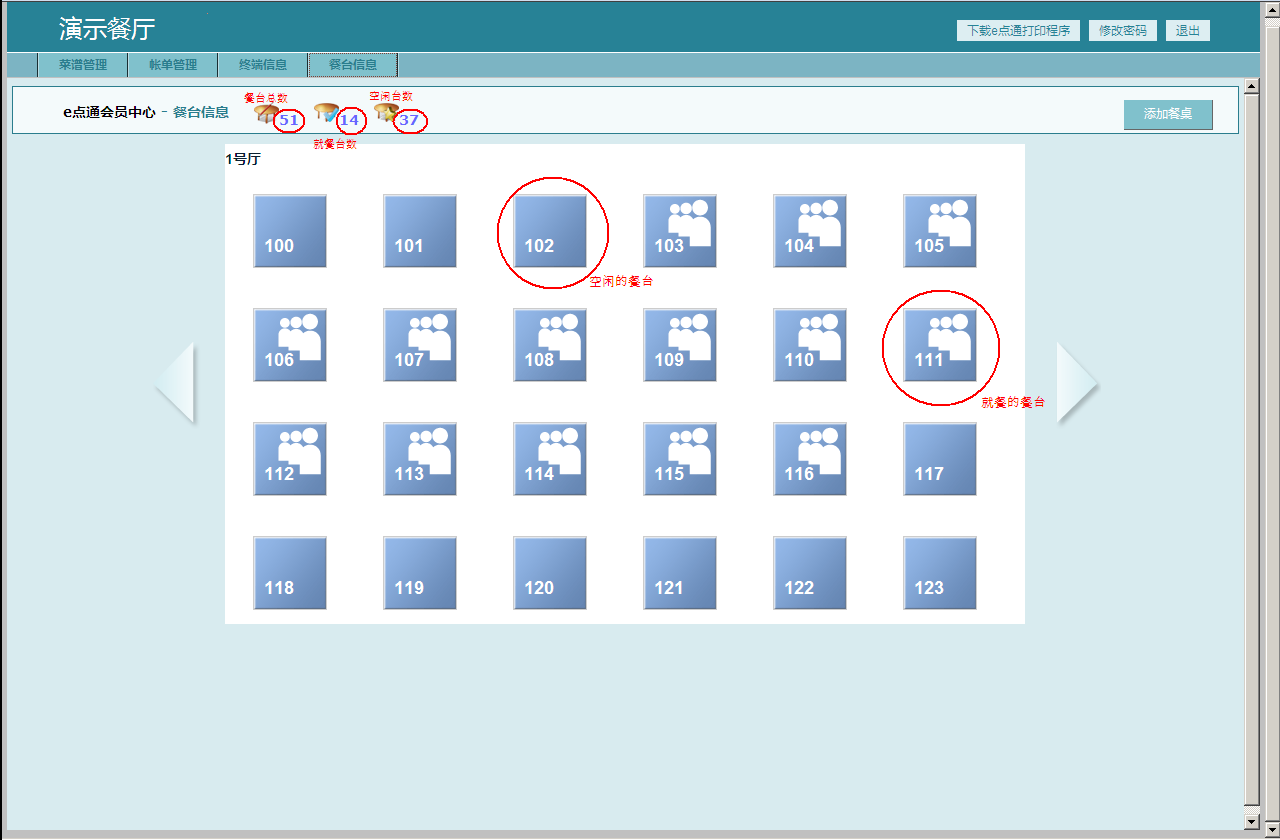 演示餐厅
下载e点通打印程序 修改密码 退出
菜谱管理 帐单管理 终端信息 餐台信息
餐台总数 空闲台数
e点通会员中心 - 餐台信息 51 14 37 添加餐桌
就餐台数
1号厅
100 101 102 103 104 105
空闲的餐台
106 107 108 109 110 111
就餐的餐台
112 113 114 115 116 117
118 119 120 121 122 123